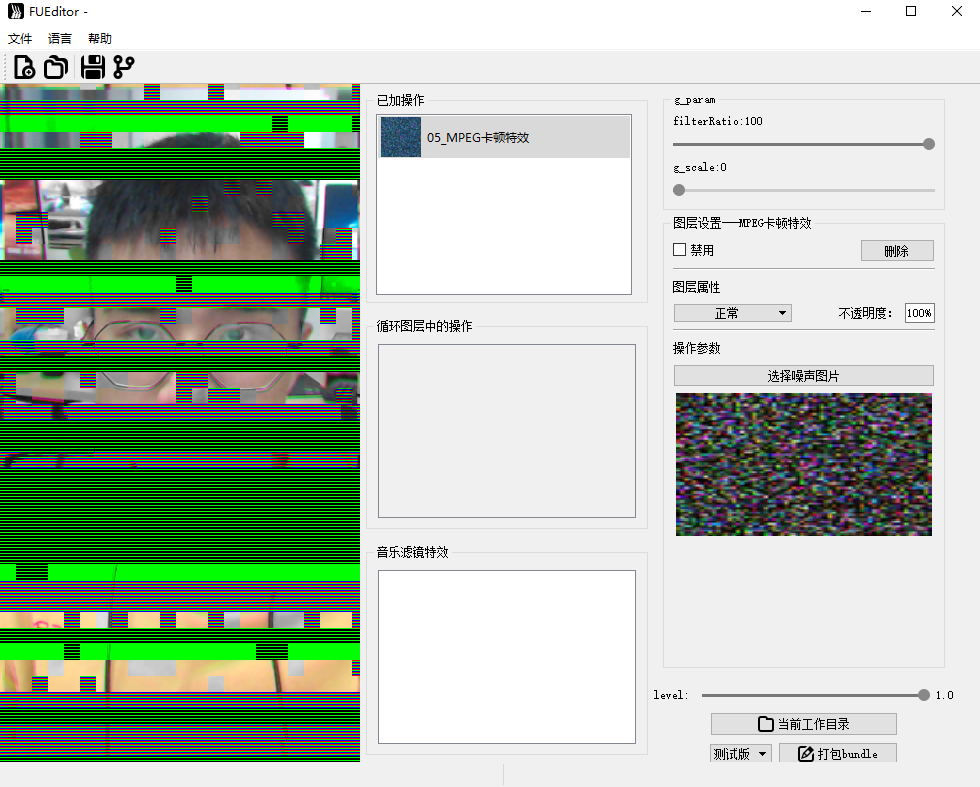 FUEditor -
文件 语言 帮助
已加操作
05_MPEG卡顿特效
循环图层中的操作
音乐滤镜特效
g_param
filterRatio:100
g_scale:0
图层设置——MPEG卡顿特效
禁用 删除
图层属性
正常 不透明度： 100%
操作参数
选择噪声图片
level: 1.0
当前工作目录
测试版 打包bundle